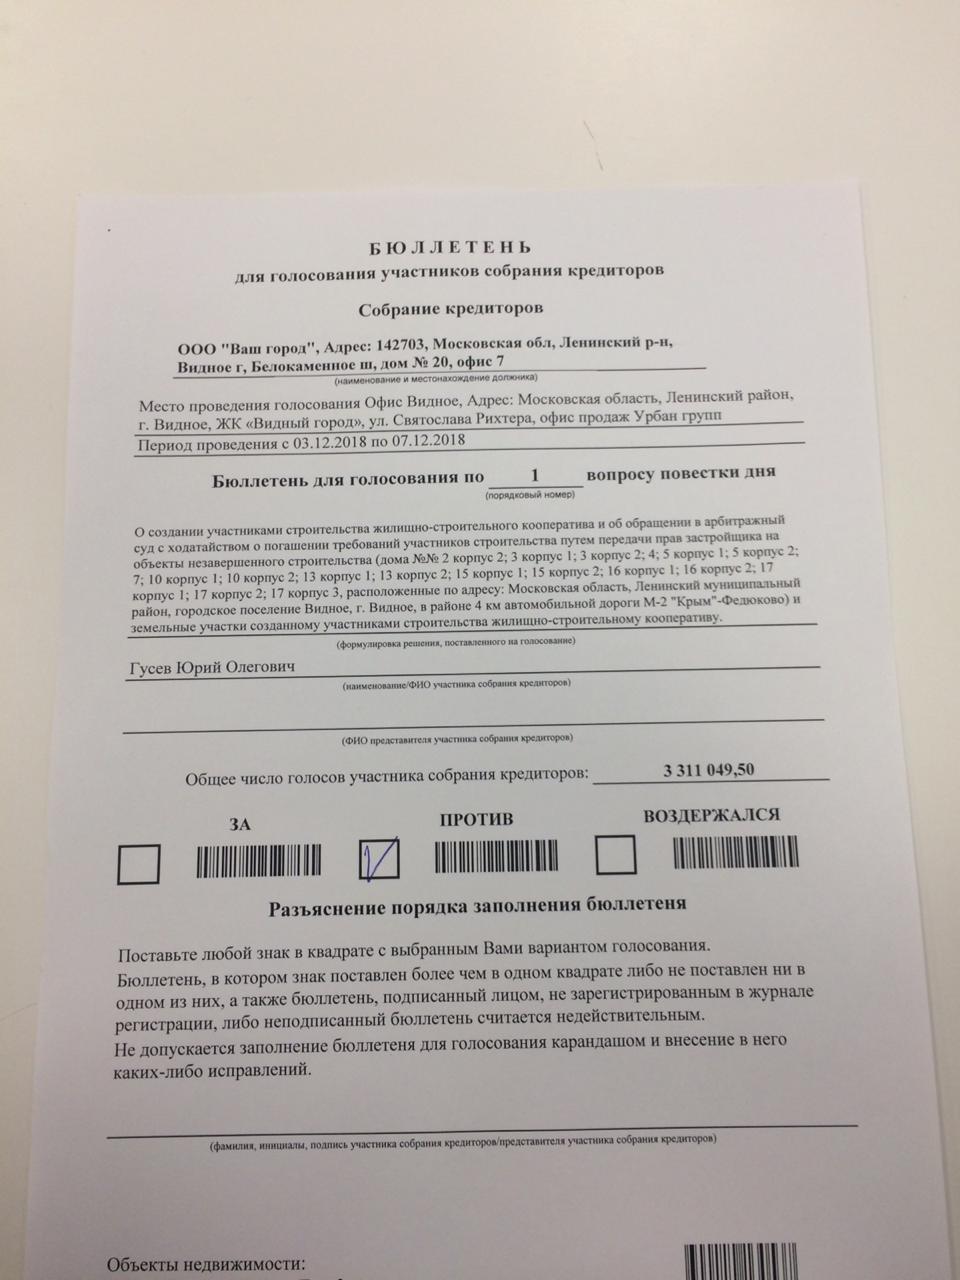 БЮЛЛЕТЕНЬ
для голосования участников собрания кредиторов
Собрание кредиторов
ООО "Ваш город", Адрес: 142703, Московская обл, Ленинский р-н,
Видное г, Белокаменное ш, дом № 20, офис 7
(наименование и местонахождение должника)
Место проведения голосования Офис Видное, Адрес: Московская область, Ленинский район,
г. Видное, ЖК «Видный город», ул. Святослава Рихтера, офис продаж Урбан групп
Период проведения с 03.12.2018 по 07.12.2018
Бюллетень для голосования по 1 вопросу повестки дня
(порядковый номер)
О создании участниками строительства жилищно-строительного кооператива и об обращении в арбитражный
суд с ходатайством о погашении требований участников строительства путем передачи прав застройщика на
объекты незавершенного строительства (дома №№ 2 корпус 2; 3 корпус 1; 3 корпус 2; 4; 5 корпус 1; 5 корпус 2;
7; 10 корпус 1; 10 корпус 2; 13 корпус 1; 13 корпус 2; 15 корпус 1; 15 корпус 2; 16 корпус 1; 16 корпус 2; 17
корпус 1; 17 корпус 2; 17 корпус 3, расположенные по адресу: Московская область, Ленинский муниципальный
район, городское поселение Видное, г. Видное, в районе 4 км автомобильной дороги М-2 "Крым"-Федюково) и
земельные участки созданному участниками строительства жилищно-строительному кооперативу.
(формулировка решения, поставленного на голосование)
Гусев Юрий Олегович
(наименование/ФИО участника собрания кредиторов)
(ФИО представителя участника собрания кредиторов)
Общее число голосов участника собрания кредиторов: 3 311 049,50
ЗА ПРОТИВ ВОЗДЕРЖАЛСЯ
Разъяснение порядка заполнения бюллетеня
Поставьте любой знак в квадрате с выбранным Вами вариантом голосования.
Бюллетень, в котором знак поставлен более чем в одном квадрате либо не поставлен ни в
одном из них, а также бюллетень, подписанный лицом, не зарегистрированным в журнале
регистрации, либо неподписанный бюллетень считается недействительным.
Не допускается заполнение бюллетеня для голосования карандашом и внесение в него
каких-либо исправлений.
(фамилия, инициалы, подпись участника собрания кредиторов/представителя участника собрания кредиторов)
Объекты недвижимости: